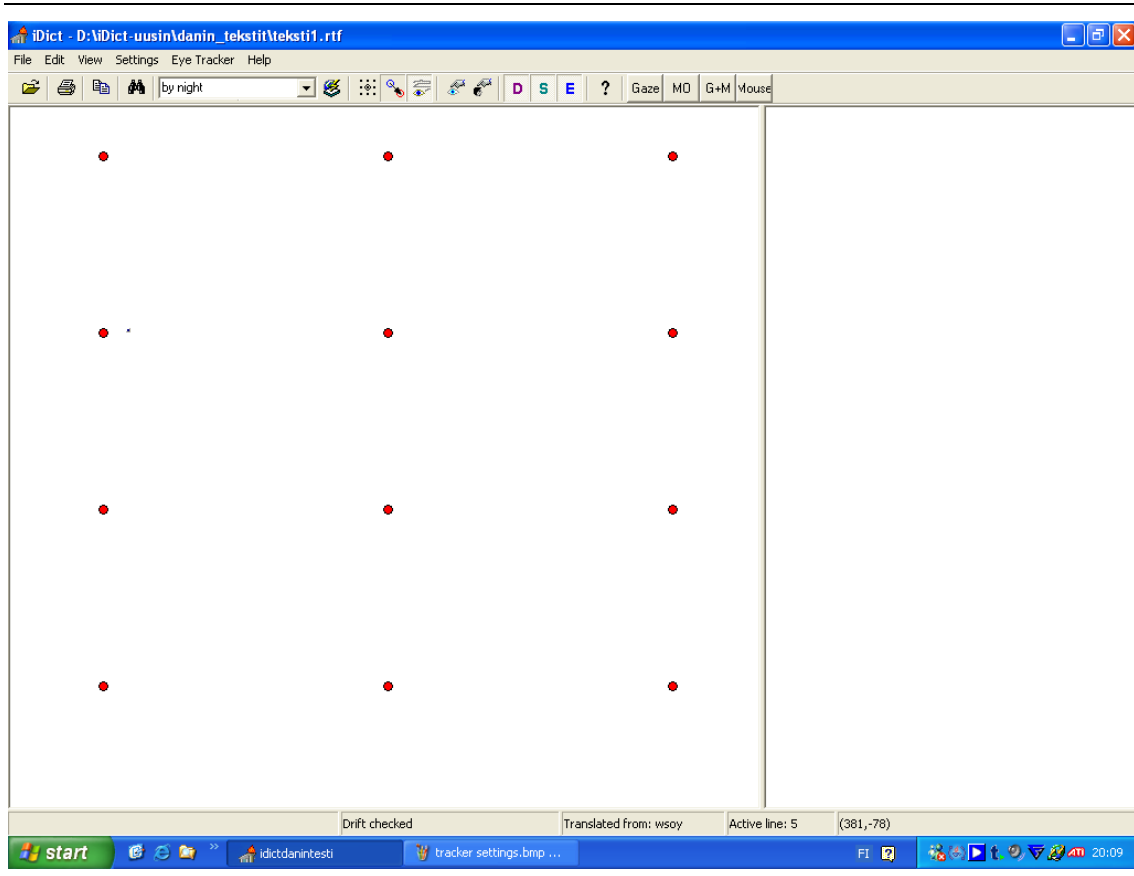 iDict - D:\iDict-uusin\danin_tekstit\teksti1.rtf
File Edit View Settings Eye Tracker Help
by night D S E ? Gaze MO G+M Mouse
Drift checked Translated from: wsoy Active line: 5 (381,-78)
start » idictdanintesti tracker settings.bmp ... FI ? t. ATI 20:09